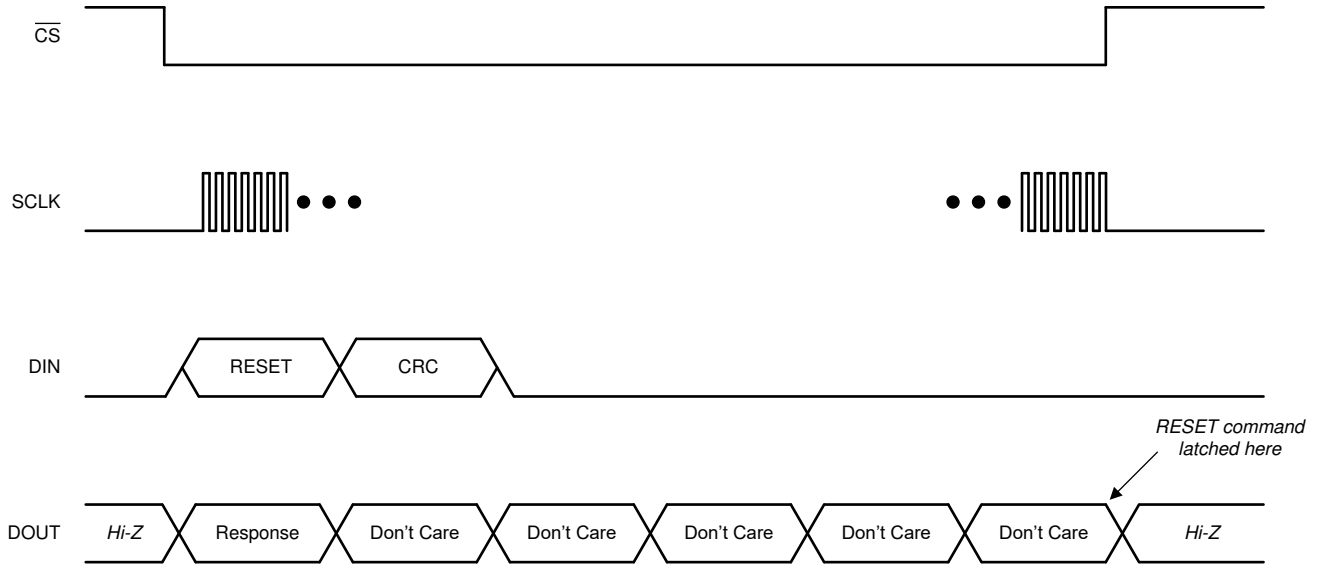 CS
SCLK
DIN
RESET
CRC
RESET command
latched here
DOUT
Hi-Z
Response
Don't Care
Don't Care
Don't Care
Don't Care
Don't Care
Hi-Z